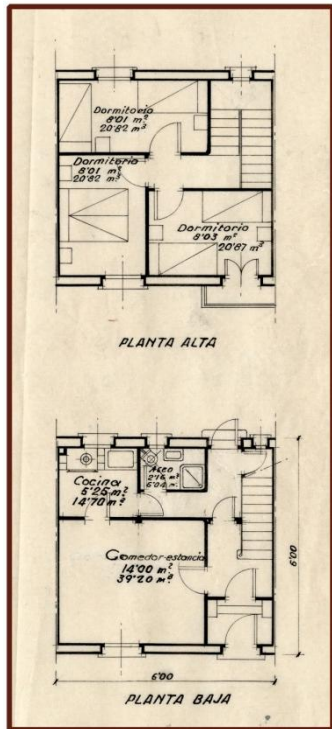 Dormitorio
8'01 m²
20'82 m³
Dormitorio
8'01 m²
20'82 m³
Dormitorio
8'03 m²
20'87 m³
PLANTA ALTA
Cocina
5'25 m²
14'70 m³
Aseo
2'16 m²
6'04 m³
Comedor-estancia
14'00 m²
39'20 m³
6'00
6'00
PLANTA BAJA